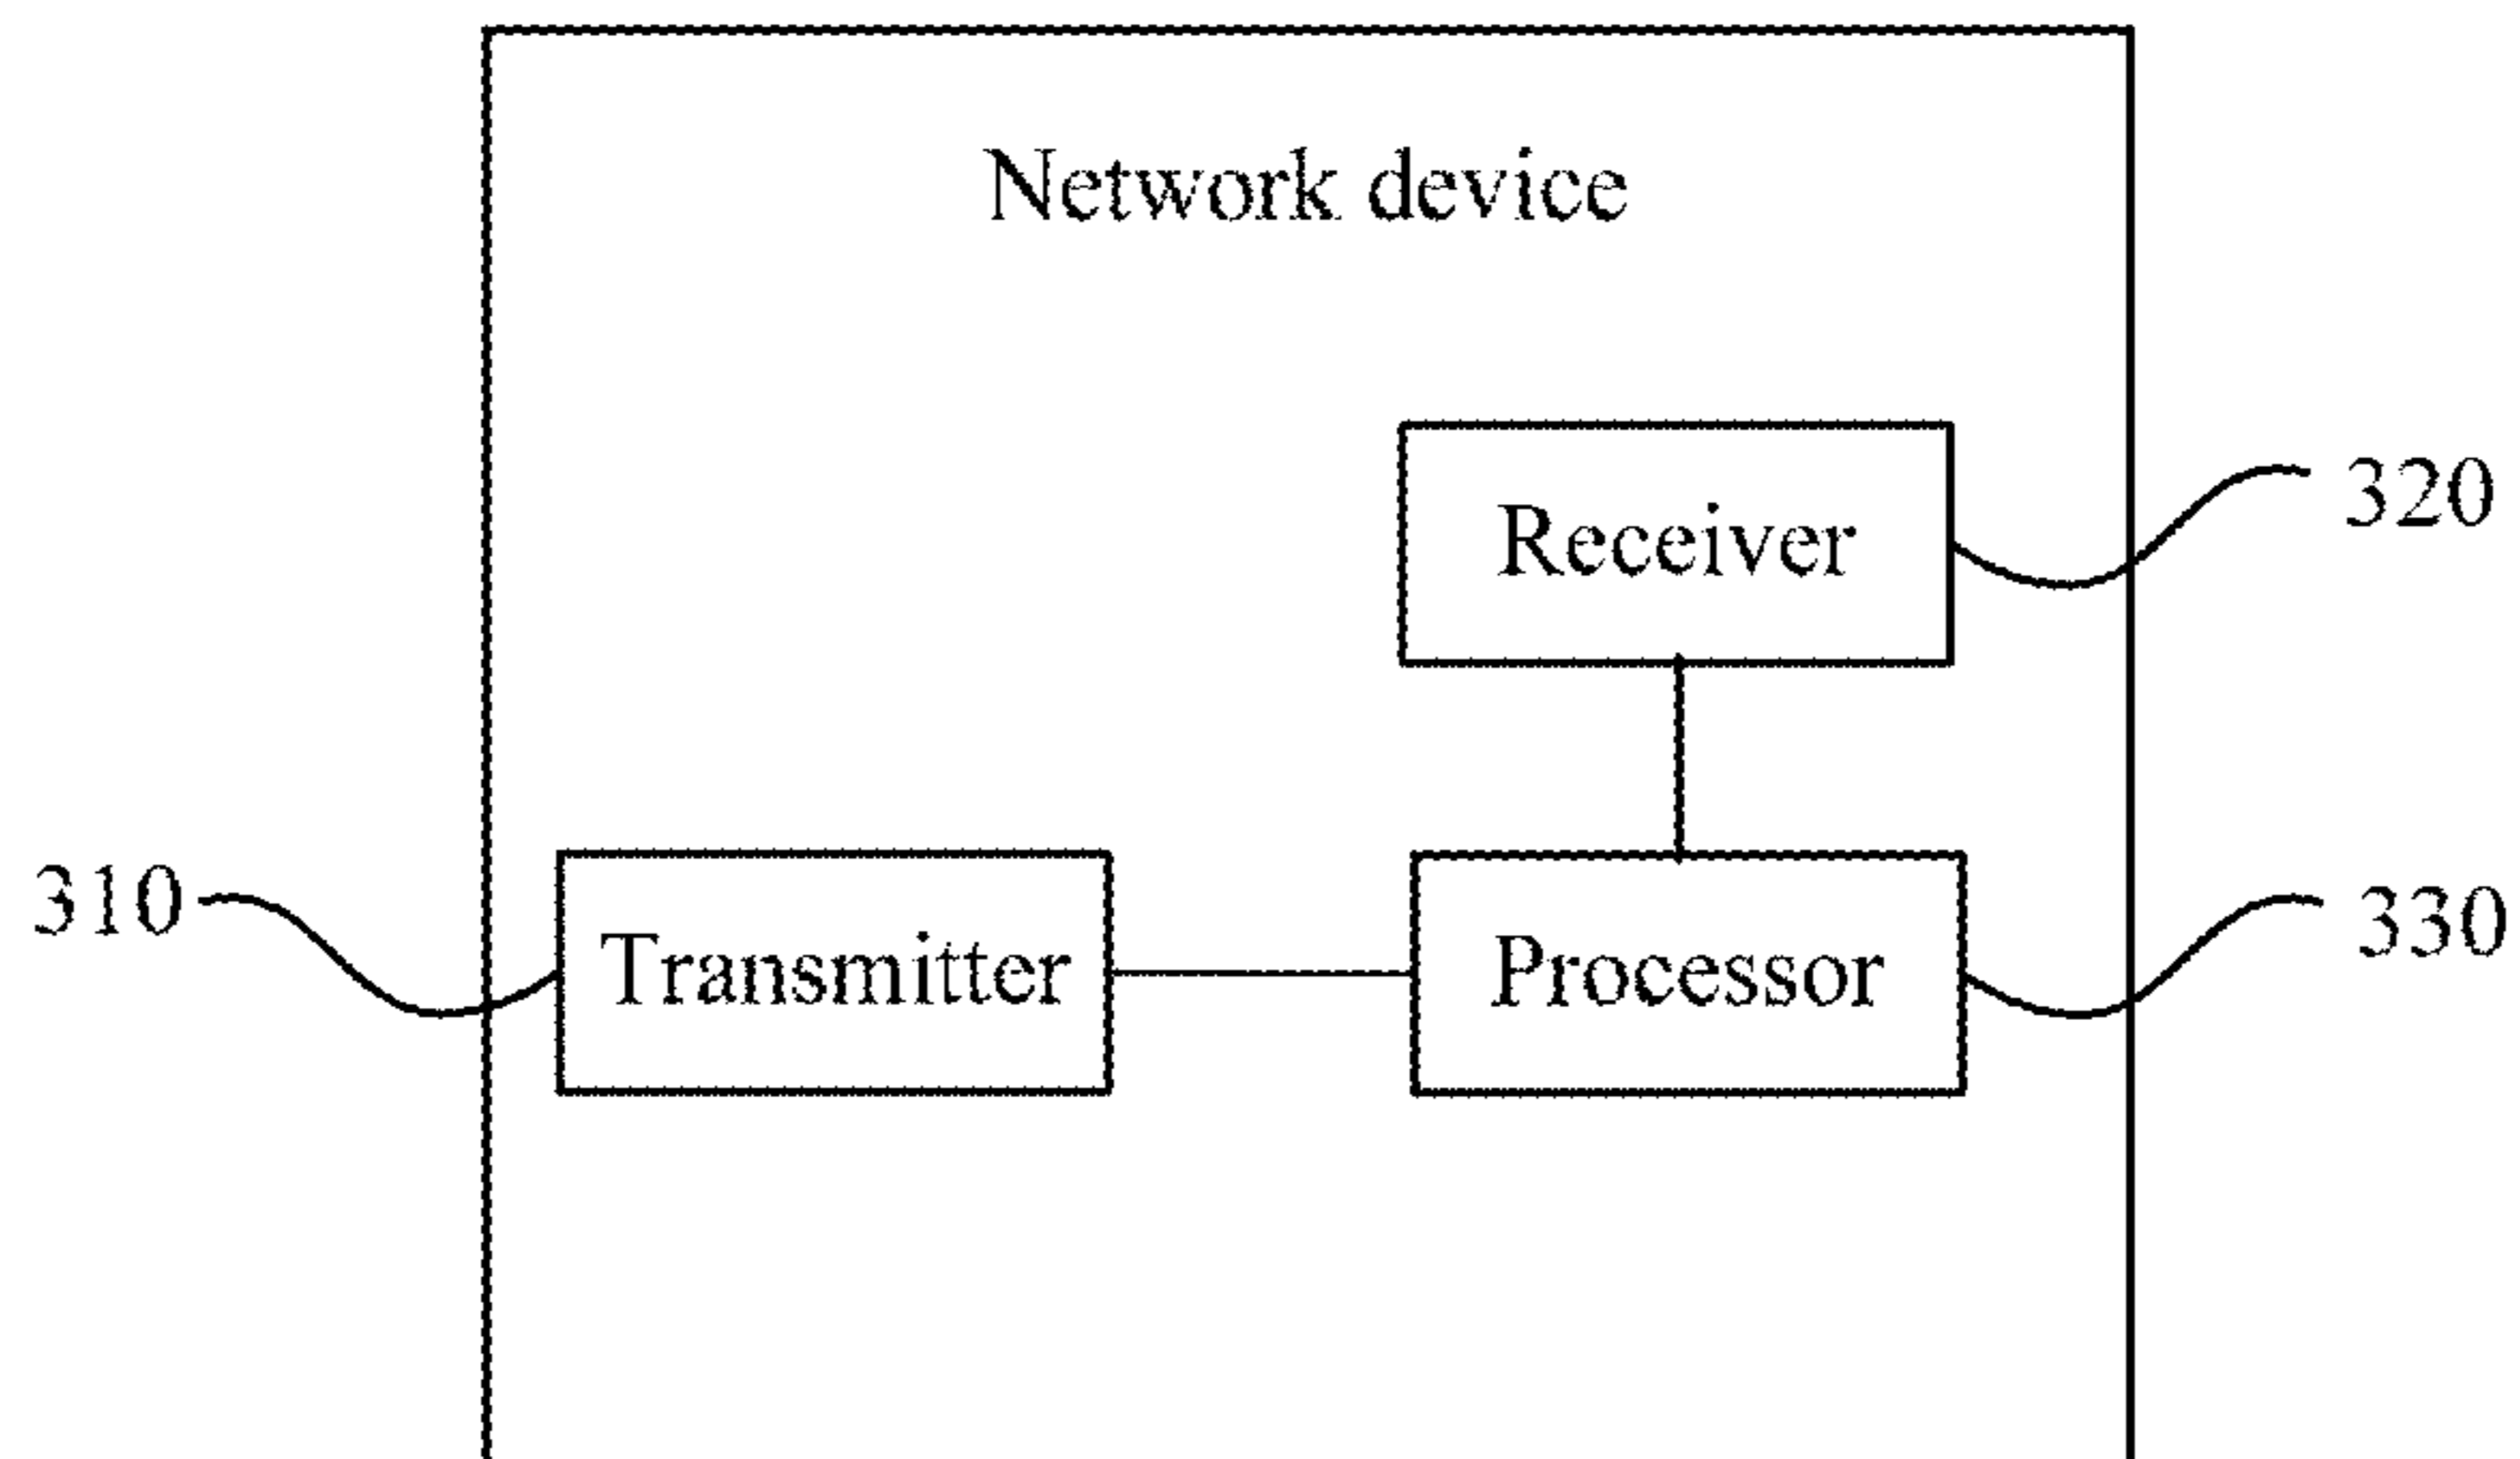 Network device
Receiver
320
310
Transmitter
Processor
330